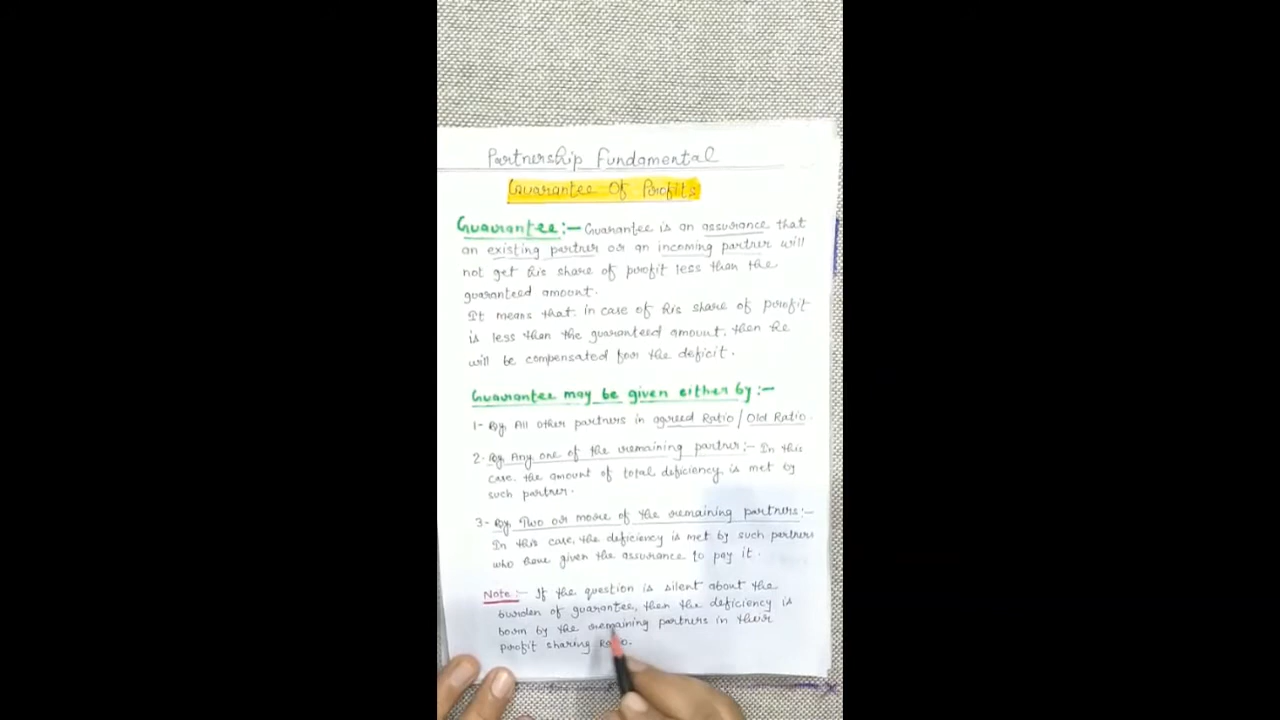 Partnership Fundamental
Guarantee Of Profits
Guarantee:- Guarantee is an assurance that
an existing partner or an incoming partner will
not get his share of profit less than the
guaranteed amount.
It means that in case of his share of profit
is less then the guaranteed amount, then he
will be compensated for the deficit.
Guarantee may be given either by:-
1- By All other partners in agreed Ratio / Old Ratio.
2- By Any one of the remaining partner:- In this
case, the amount of total deficiency is met by
such partner.
3- By Two or more of the remaining partners:-
In this case, the deficiency is met by such partners
who have given the assurance to pay it.
Note:- If the question is silent about the
burden of guarantee, then the deficiency is
born by the remaining partners in their
profit sharing Ratio.